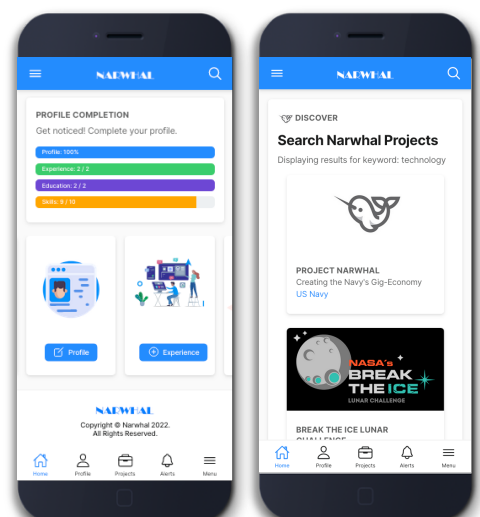 NARWHAL
PROFILE COMPLETION
Get noticed! Complete your profile.
Profile: 100%
Experience: 2 / 2
Education: 2 / 2
Skills: 9 / 10
Profile
Experience
NARWHAL
Copyright © Narwhal 2022.
All Rights Reserved.
Home
Profile
Projects
Alerts
Menu
NARWHAL
DISCOVER
Search Narwhal Projects
Displaying results for keyword: technology
PROJECT NARWHAL
Creating the Navy's Gig-Economy
US Navy
NASA's
BREAK
THE ICE
LUNAR CHALLENGE
BREAK THE ICE LUNAR
CHALLENGE
Home
Profile
Projects
Alerts
Menu